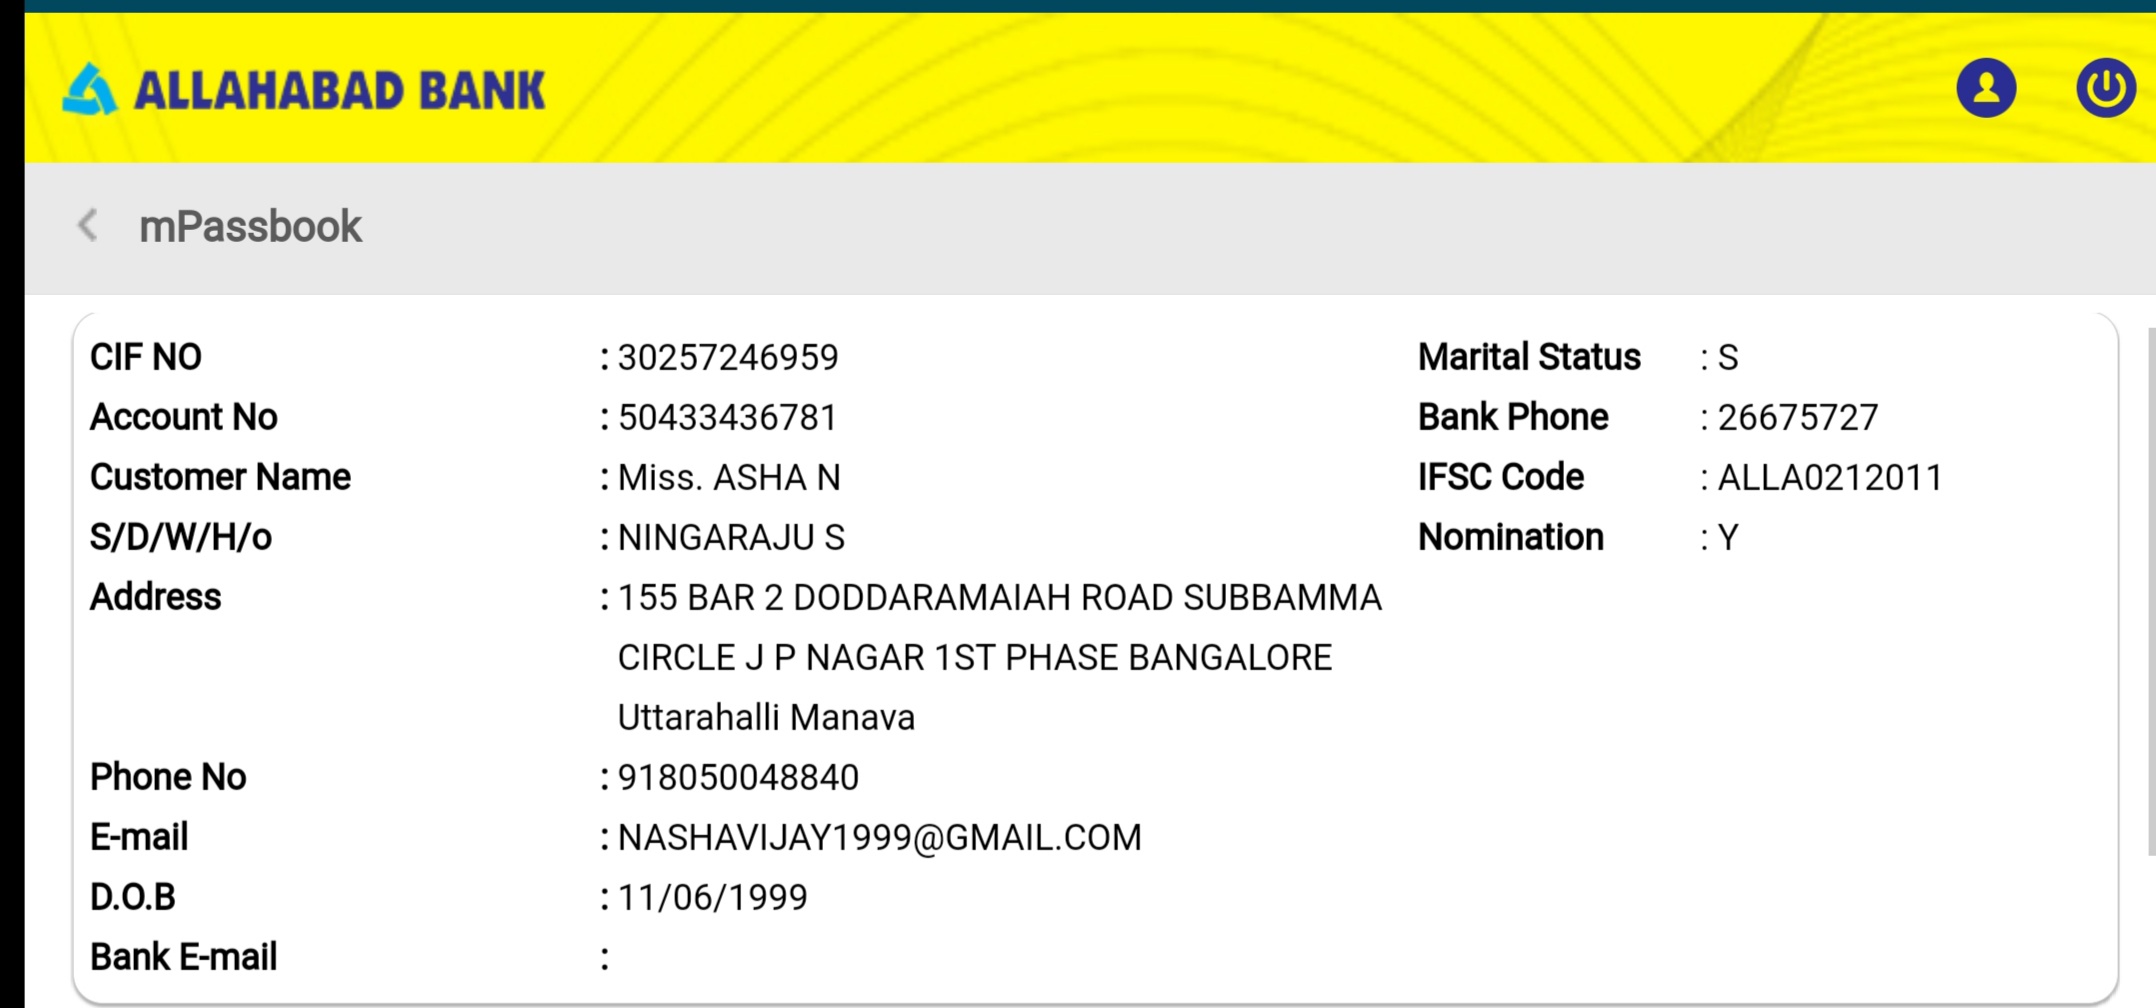 ALLAHABAD BANK
mPassbook
CIF NO : 30257246959 Marital Status : S
Account No : 50433436781 Bank Phone : 26675727
Customer Name : Miss. ASHA N IFSC Code : ALLA0212011
S/D/W/H/o : NINGARAJU S Nomination : Y
Address : 155 BAR 2 DODDARAMAIAH ROAD SUBBAMMA
CIRCLE J P NAGAR 1ST PHASE BANGALORE
Uttarahalli Manava
Phone No : 918050048840
E-mail : NASHAVIJAY1999@GMAIL.COM
D.O.B : 11/06/1999
Bank E-mail :